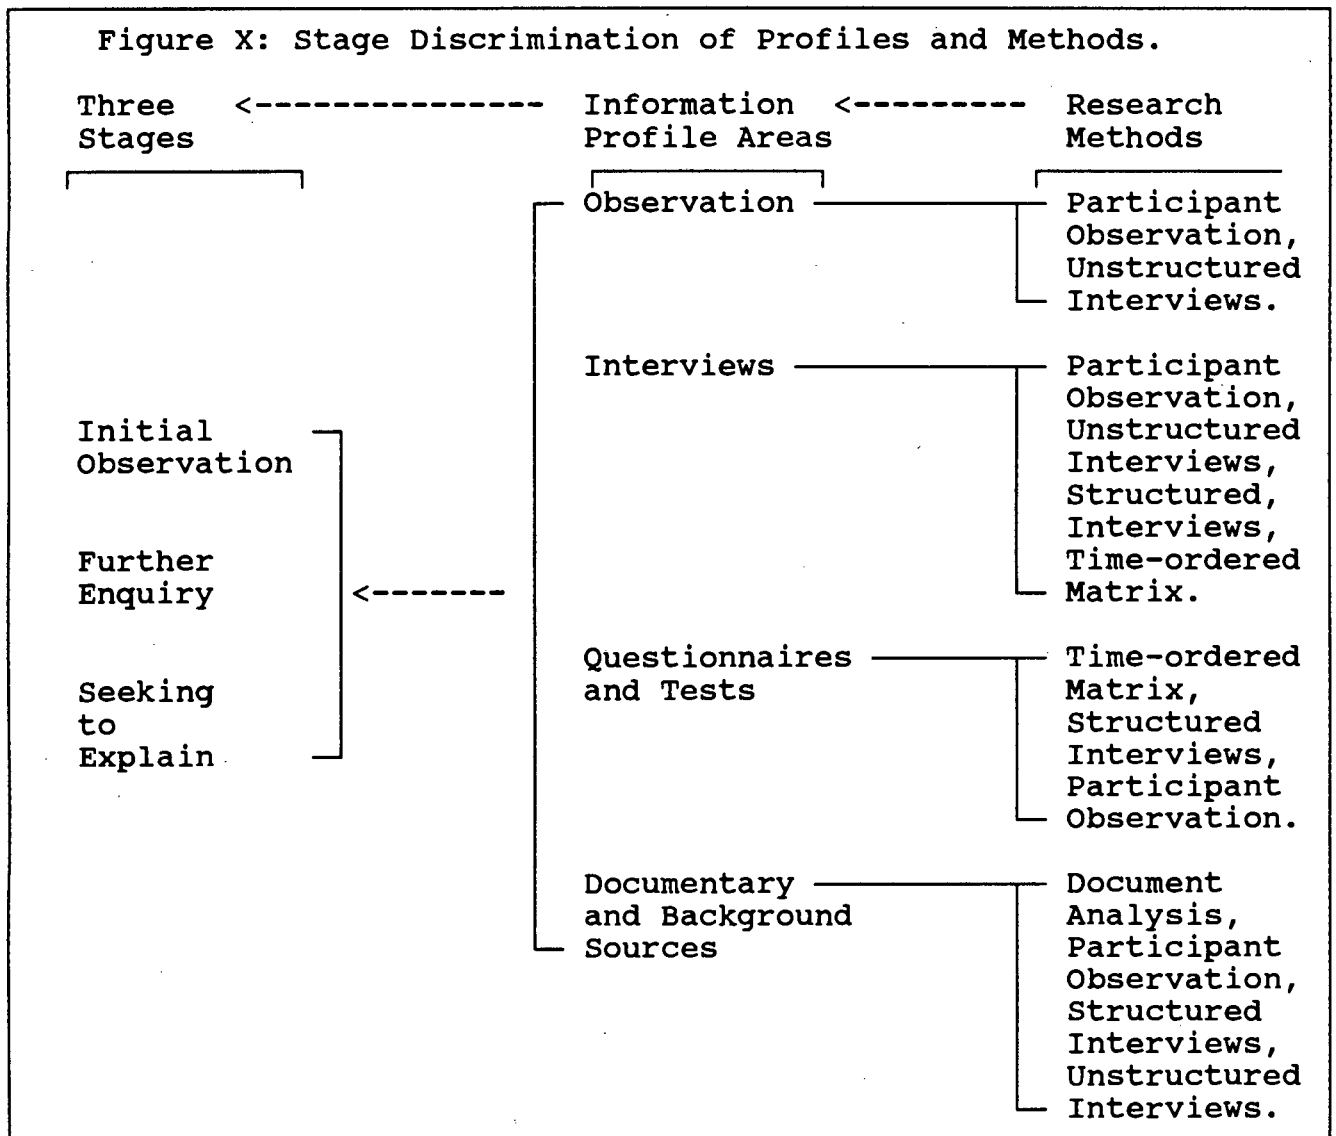 Figure X: Stage Discrimination of Profiles and Methods.
Three <--------------- Information <--------- Research
Stages Profile Areas Methods
Observation Participant
Observation,
Unstructured
Interviews.
Interviews Participant
Observation,
Initial Unstructured
Observation Interviews,
Structured,
Interviews,
Further Time-ordered
Enquiry <------- Matrix.
Questionnaires Time-ordered
Seeking and Tests Matrix,
to Structured
Explain Interviews,
Participant
Observation.
Documentary Document
and Background Analysis,
Sources Participant
Observation,
Structured
Interviews,
Unstructured
Interviews.